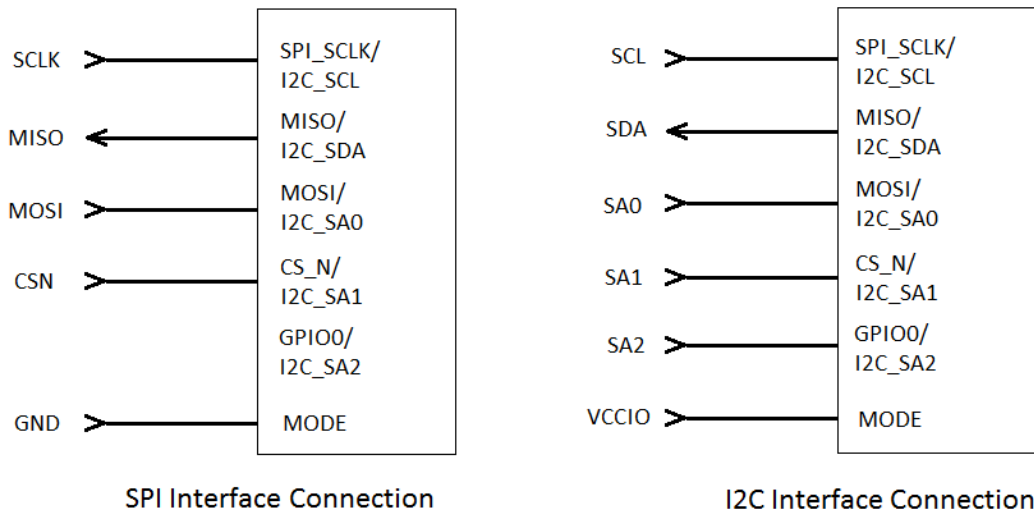 SCLK
SPI_SCLK/
I2C_SCL
MISO
MISO/
I2C_SDA
MOSI
MOSI/
I2C_SA0
CSN
CS_N/
I2C_SA1
GPIO0/
I2C_SA2
GND
MODE
SPI Interface Connection
SCL
SPI_SCLK/
I2C_SCL
SDA
MISO/
I2C_SDA
SA0
MOSI/
I2C_SA0
SA1
CS_N/
I2C_SA1
SA2
GPIO0/
I2C_SA2
VCCIO
MODE
I2C Interface Connection